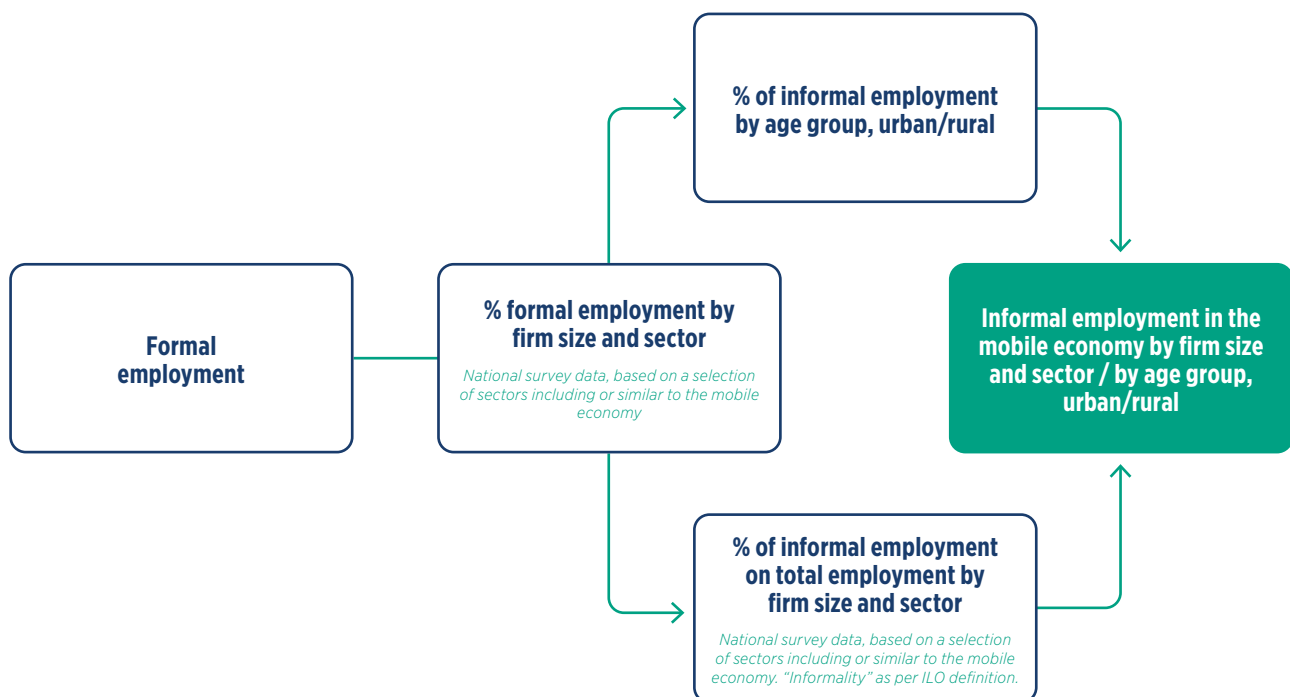 % of informal employment
by age group, urban/rural
Formal
employment
% formal employment by
firm size and sector
National survey data, based on a selection
of sectors including or similar to the mobile
economy
Informal employment in the
mobile economy by firm size
and sector / by age group,
urban/rural
% of informal employment
on total employment by
firm size and sector
National survey data, based on a selection
of sectors including or similar to the mobile
economy. “Informality” as per ILO definition.